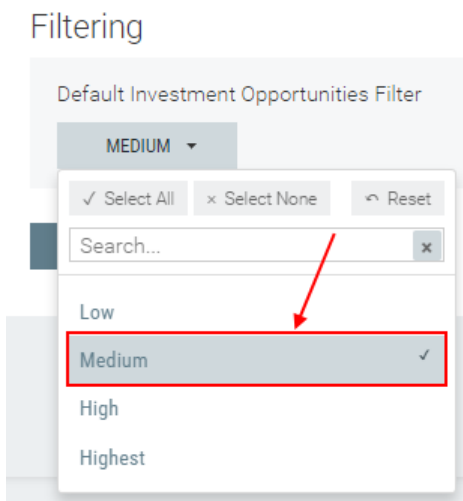 Filtering
Default Investment Opportunities Filter
MEDIUM
✓ Select All × Select None ↶ Reset
Search... ×
Low
Medium ✓
High
Highest